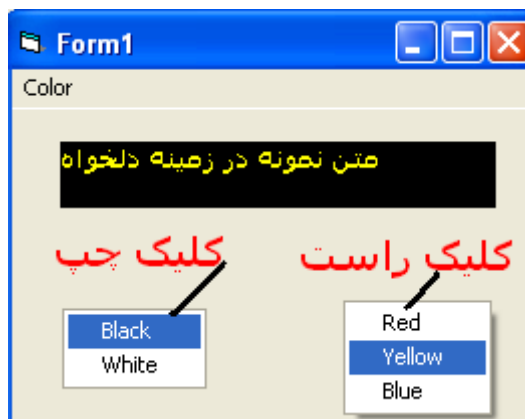 Form1
Color
متن نمونه در زمینه دلخواه
کلیک راست
کلیک چپ
Black
White
Red
Yellow
Blue